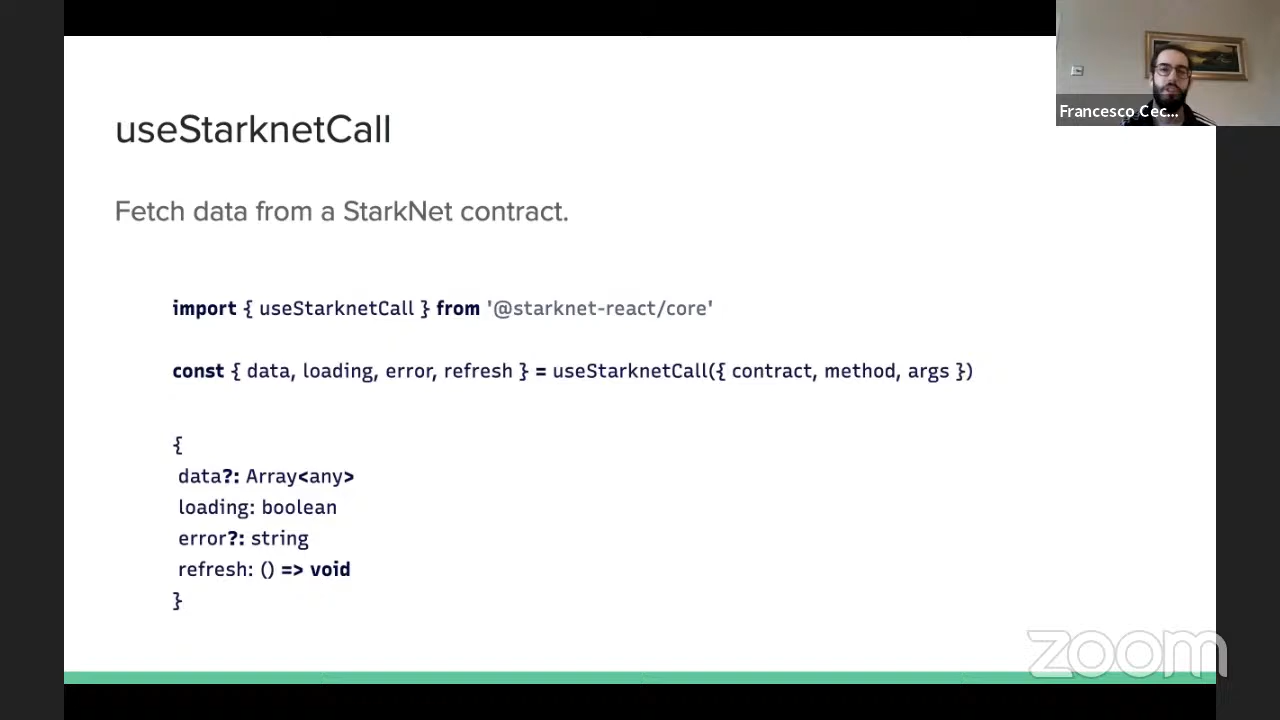 useStarknetCall
Francesco Cec...
Fetch data from a StarkNet contract.
import { useStarknetCall } from '@starknet-react/core'
const { data, loading, error, refresh } = useStarknetCall({ contract, method, args })
{
data?: Array<any>
loading: boolean
error?: string
refresh: () => void
}
zoom